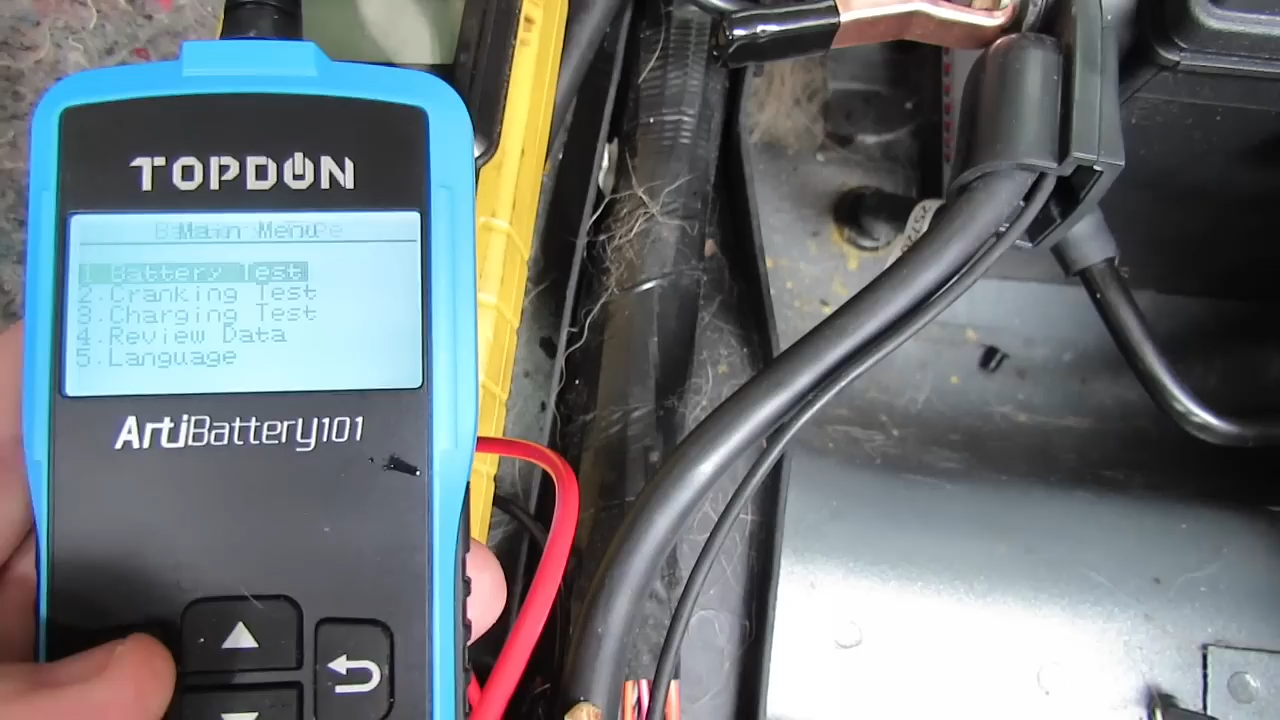 TOPDON
Main Menu
1.Battery Test
2.Cranking Test
3.Charging Test
4.Review Data
5.Language
ArtiBattery101